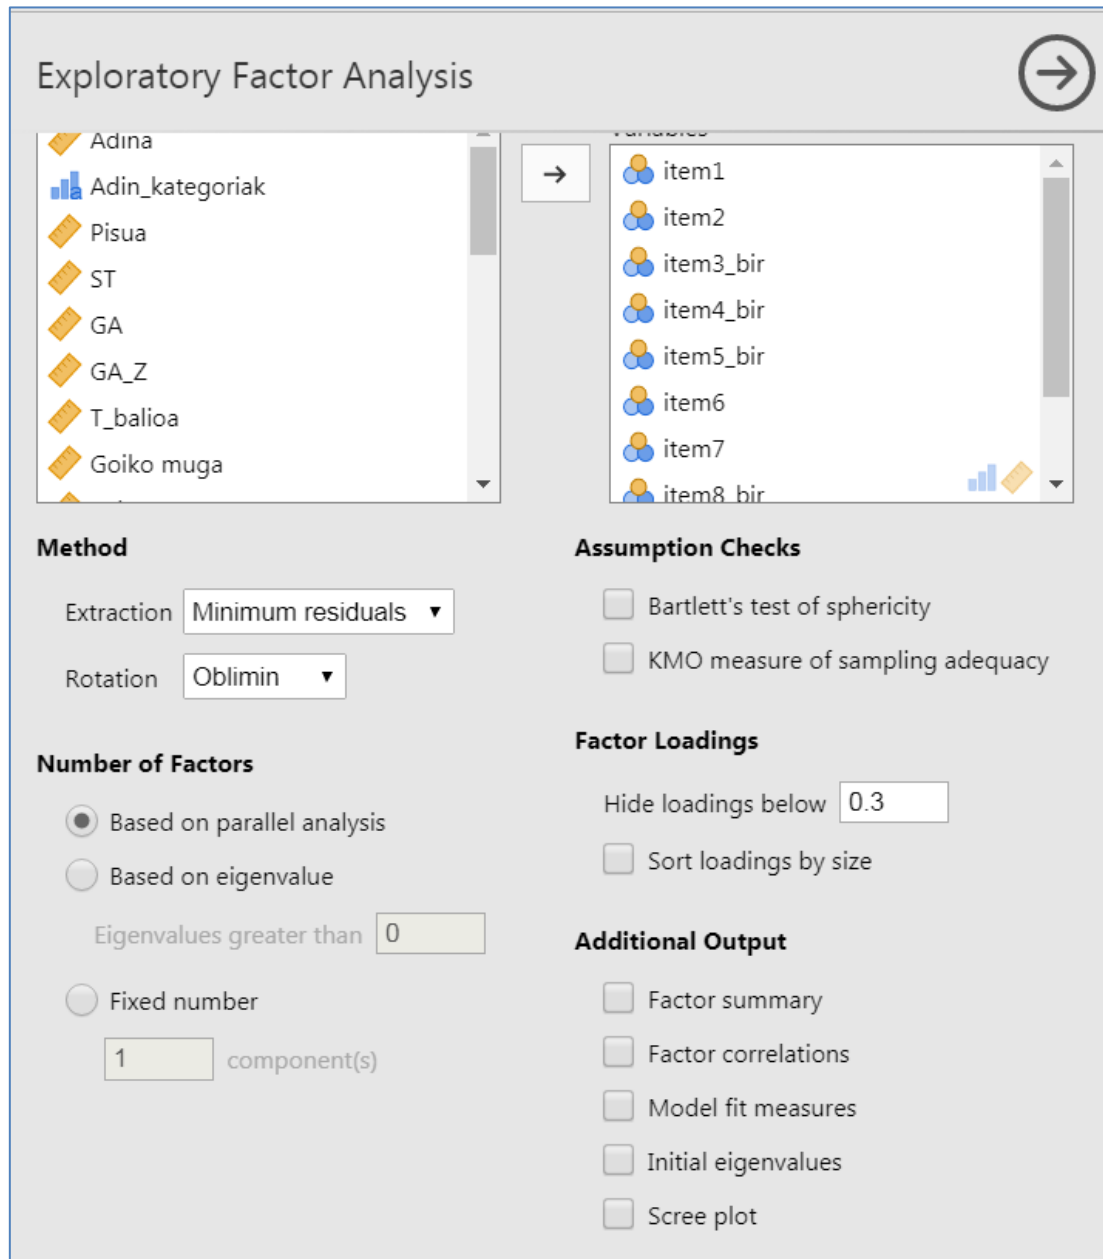 Exploratory Factor Analysis
Adina
Adin_kategoriak
Pisua
ST
GA
GA_Z
T_balioa
Goiko muga
Variables
item1
item2
item3_bir
item4_bir
item5_bir
item6
item7
item8_bir
Method
Extraction Minimum residuals
Rotation Oblimin
Number of Factors
Based on parallel analysis
Based on eigenvalue
Eigenvalues greater than 0
Fixed number
1 component(s)
Assumption Checks
Bartlett's test of sphericity
KMO measure of sampling adequacy
Factor Loadings
Hide loadings below 0.3
Sort loadings by size
Additional Output
Factor summary
Factor correlations
Model fit measures
Initial eigenvalues
Scree plot